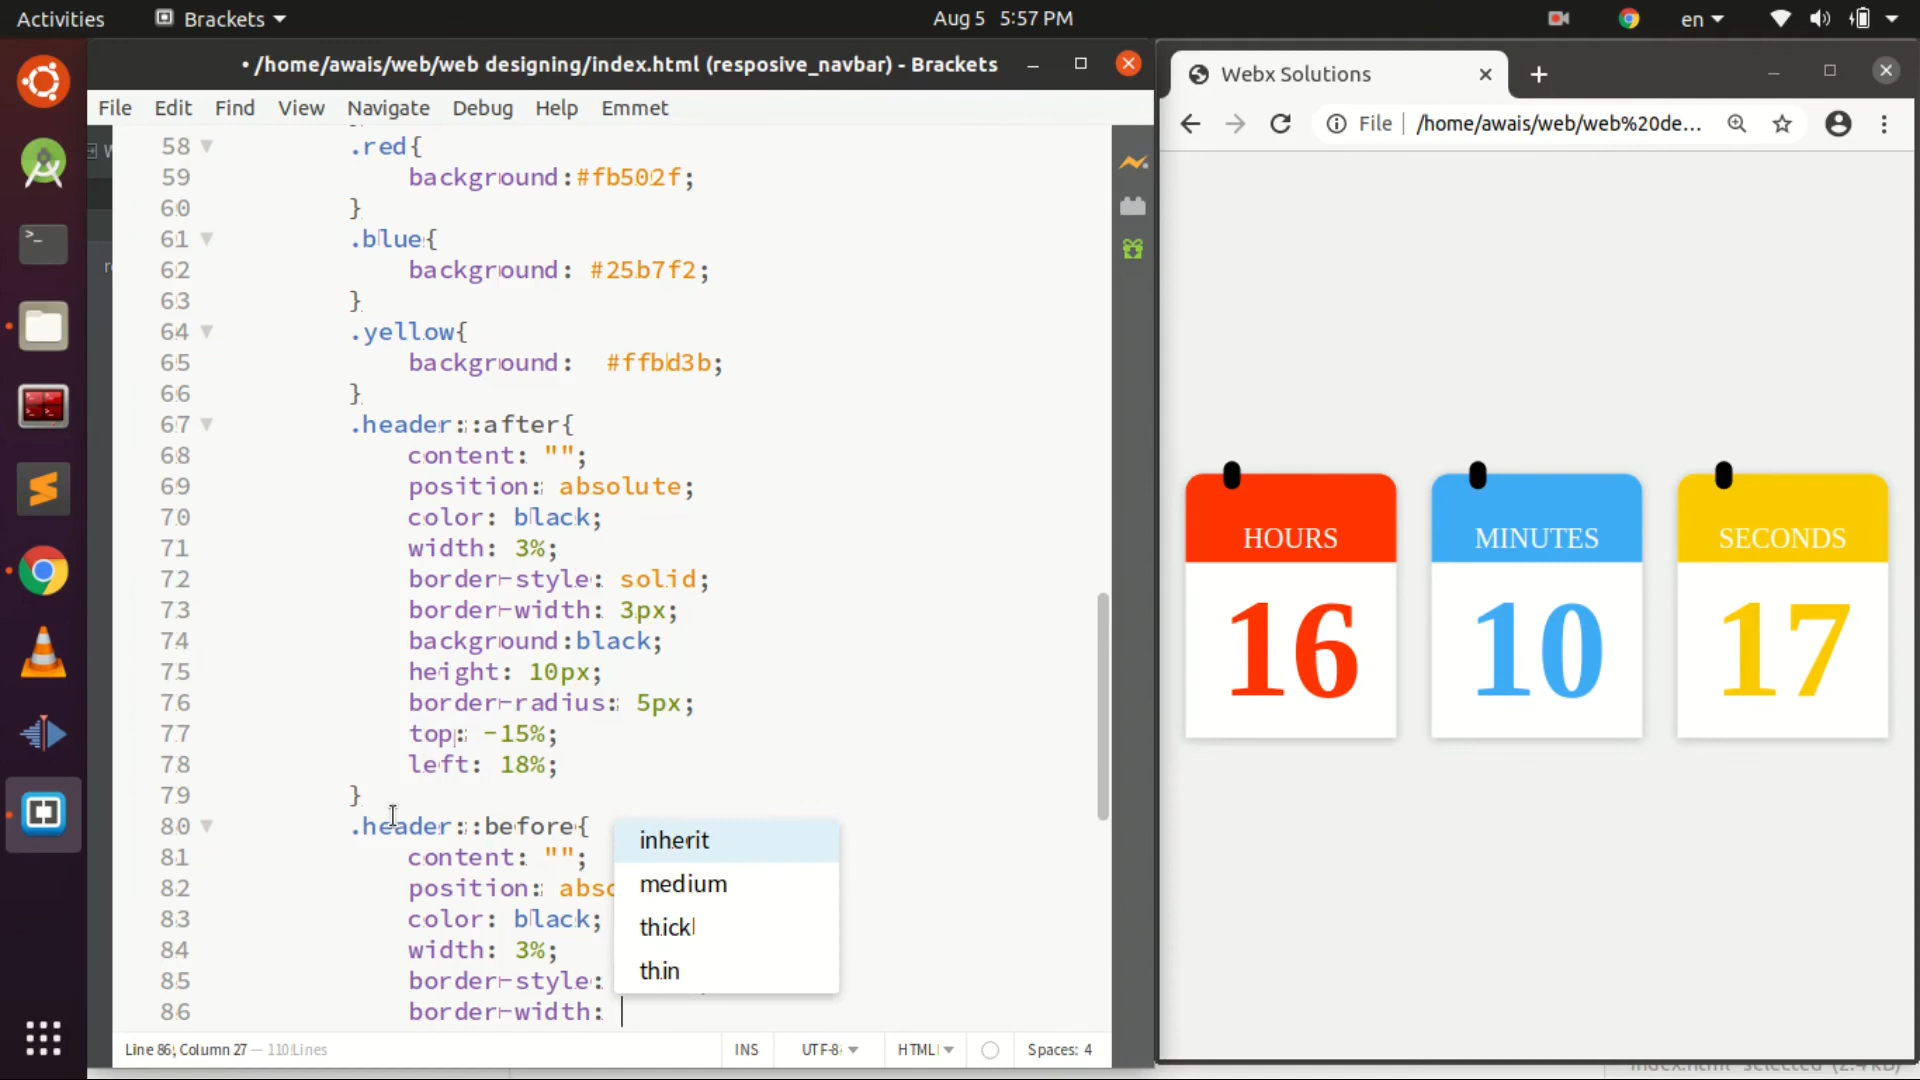 Activities Brackets Aug 5 5:57 PM en
• /home/awais/web/web designing/index.html (resposive_navbar) - Brackets
File Edit Find View Navigate Debug Help Emmet
58 .red{
59 background:#fb502f;
60 }
61 .blue{
62 background: #25b7f2;
63 }
64 .yellow{
65 background: #ffbd3b;
66 }
67 .header::after{
68 content: "";
69 position: absolute;
70 color: black;
71 width: 3%;
72 border-style: solid;
73 border-width: 3px;
74 background:black;
75 height: 10px;
76 border-radius: 5px;
77 top: -15%;
78 left: 18%;
79 }
80 .header::before{
81 content: "";
82 position: abso
83 color: black;
84 width: 3%;
85 border-style:
86 border-width:
inherit
medium
thick
thin
Line 86, Column 27 — 110 Lines INS UTF-8 HTML Spaces: 4
Webx Solutions
File /home/awais/web/web%20de...
HOURS MINUTES SECONDS
16 10 17